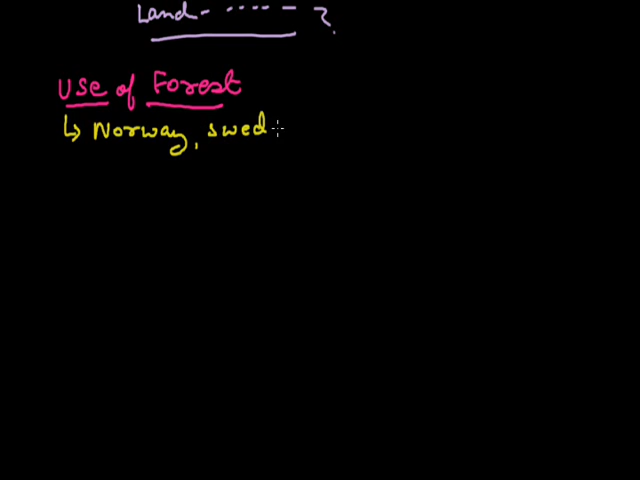 Land- ---- - ?
Use of Forest
↳ Norway, swed